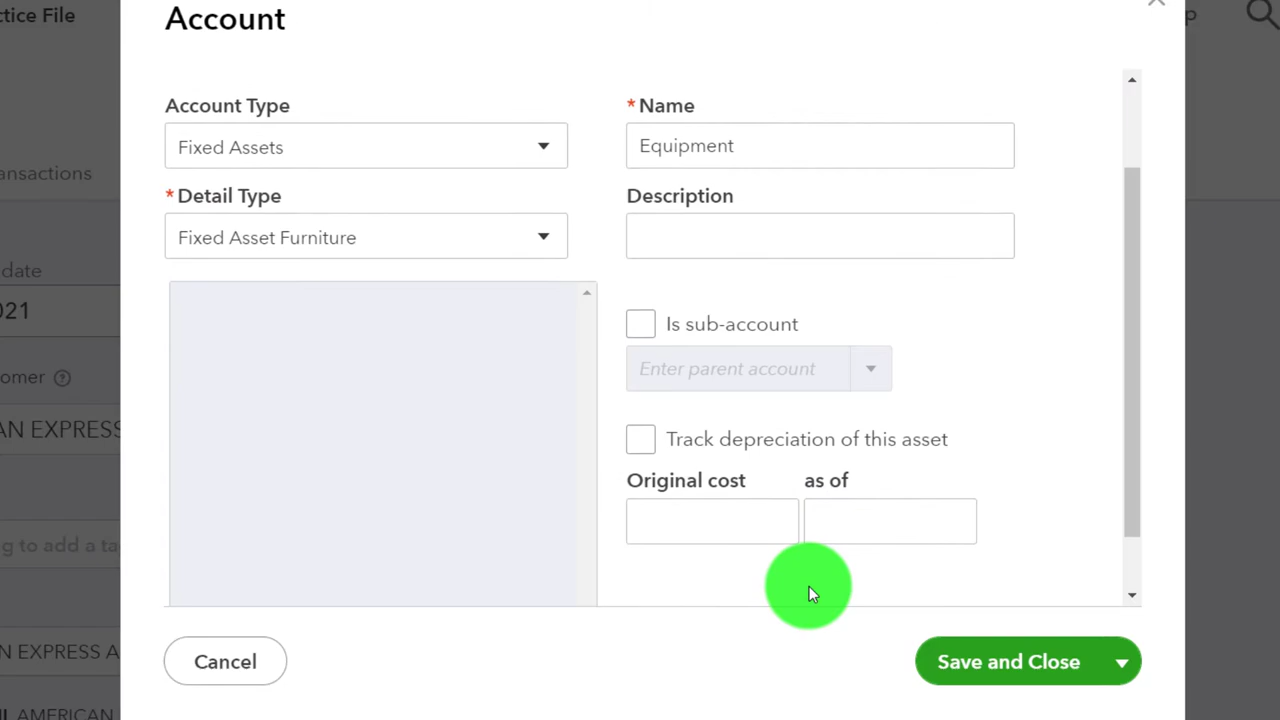 ctice File
Account
p
Account Type
* Name
Fixed Assets
Equipment
ansactions
* Detail Type
Description
Fixed Asset Furniture
date
021
Is sub-account
Enter parent account
omer ?
AN EXPRESS
Track depreciation of this asset
Original cost as of
g to add a ta
N EXPRESS A
Cancel
Save and Close
AMERICAN